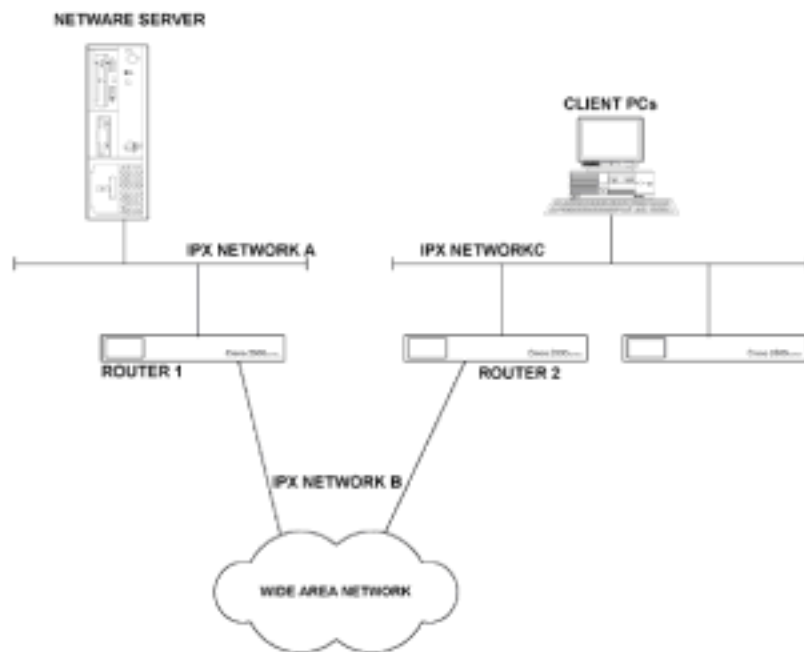 NETWARE SERVER
CLIENT PCs
IPX NETWORK A
IPX NETWORKC
ROUTER 1
ROUTER 2
IPX NETWORK B
WIDE AREA NETWORK